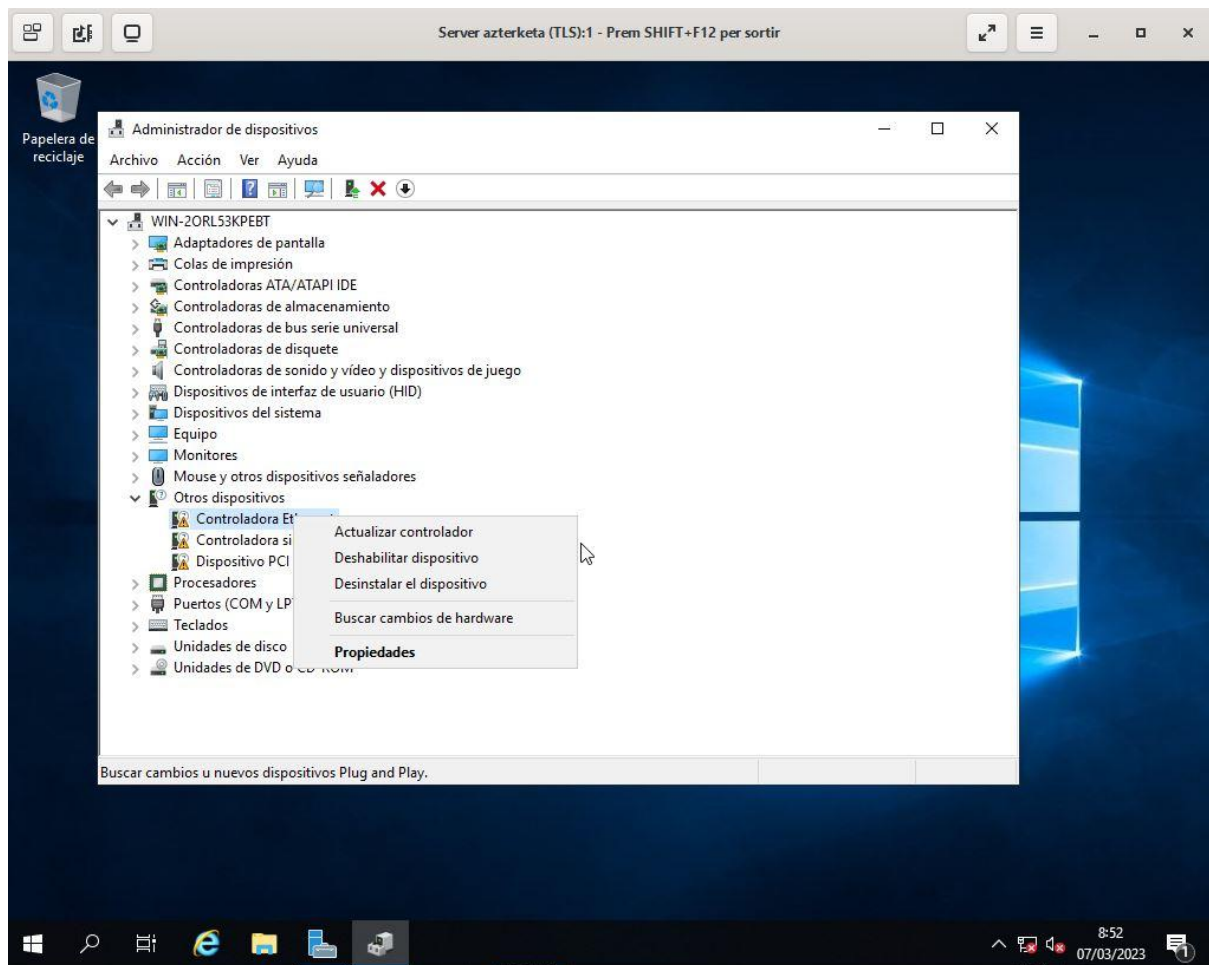 Server azterketa (TLS):1 - Prem SHIFT+F12 per sortir
Papelera de
reciclaje
Administrador de dispositivos
Archivo Acción Ver Ayuda
WIN-2ORL53KPEBT
Adaptadores de pantalla
Colas de impresión
Controladoras ATA/ATAPI IDE
Controladoras de almacenamiento
Controladoras de bus serie universal
Controladoras de disquete
Controladoras de sonido y vídeo y dispositivos de juego
Dispositivos de interfaz de usuario (HID)
Dispositivos del sistema
Equipo
Monitores
Mouse y otros dispositivos señaladores
Otros dispositivos
Controladora
Controladora
Dispositivo PCI
Procesadores
Puertos (COM y
Teclados
Unidades de disco
Unidades de DVD o CD-ROM
Actualizar controlador
Deshabilitar dispositivo
Desinstalar el dispositivo
Buscar cambios de hardware
Propiedades
Buscar cambios u nuevos dispositivos Plug and Play.
8:52
07/03/2023
1